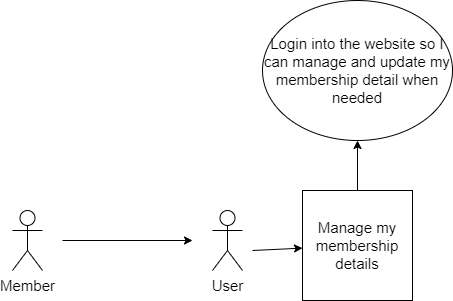 Login into the website so I
can manage and update my
membership detail when
needed
Manage my
membership
details
Member
User